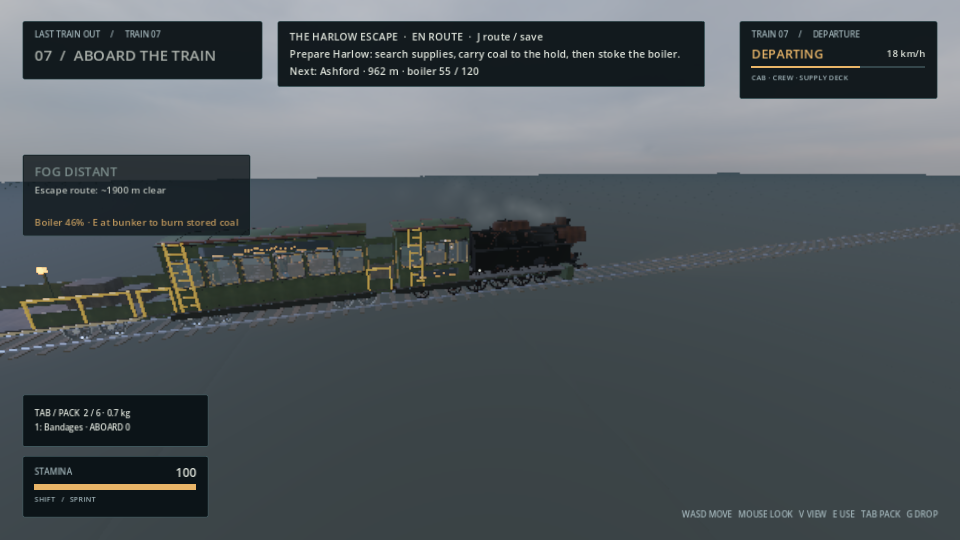 LAST TRAIN OUT / TRAIN 07
07 / ABOARD THE TRAIN
THE HARLOW ESCAPE · EN ROUTE · J route / save
Prepare Harlow: search supplies, carry coal to the hold, then stoke the boiler.
Next: Ashford · 962 m · boiler 55 / 120
TRAIN 07 / DEPARTURE
DEPARTING 18 km/h
CAB · CREW · SUPPLY DECK
FOG DISTANT
Escape route: ~1900 m clear
Boiler 46% · E at bunker to burn stored coal
TAB / PACK 2 / 6 · 0.7 kg
1: Bandages · ABOARD 0
STAMINA 100
SHIFT / SPRINT
WASD MOVE MOUSE LOOK V VIEW E USE TAB PACK G DROP